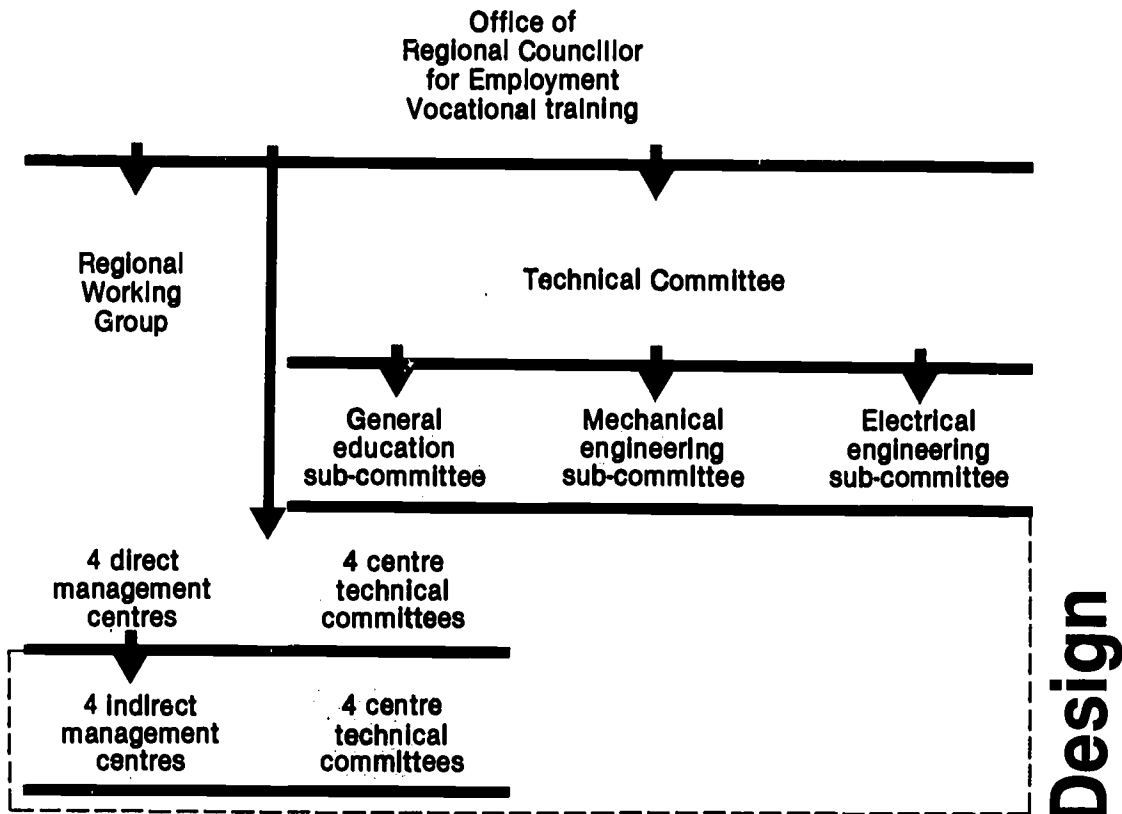 Office of
Regional Councillor
for Employment
Vocational training
Regional
Working
Group
Technical Committee
General
education
sub-committee
Mechanical
engineering
sub-committee
Electrical
engineering
sub-committee
4 direct
management
centres
4 centre
technical
committees
4 indirect
management
centres
4 centre
technical
committees
Design